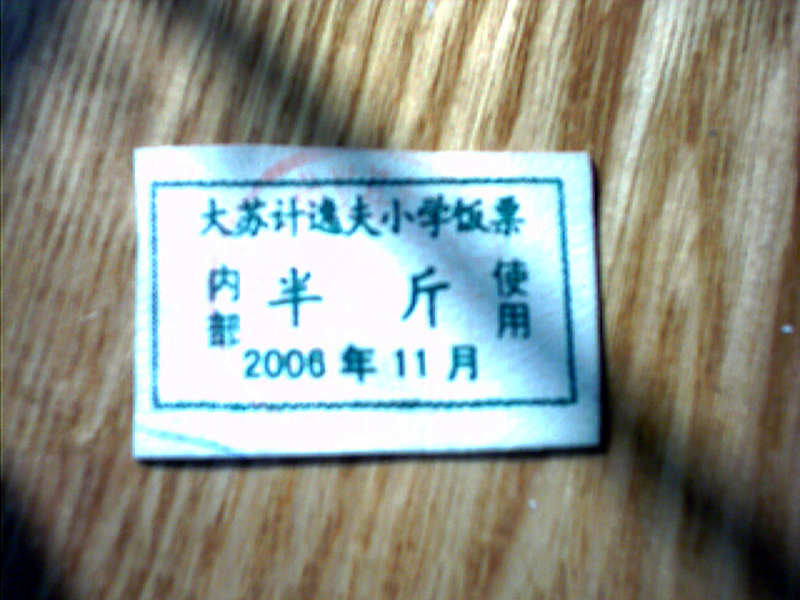 大苏计逸夫小学饭票
内部 半 斤 使用
2006 年 11 月